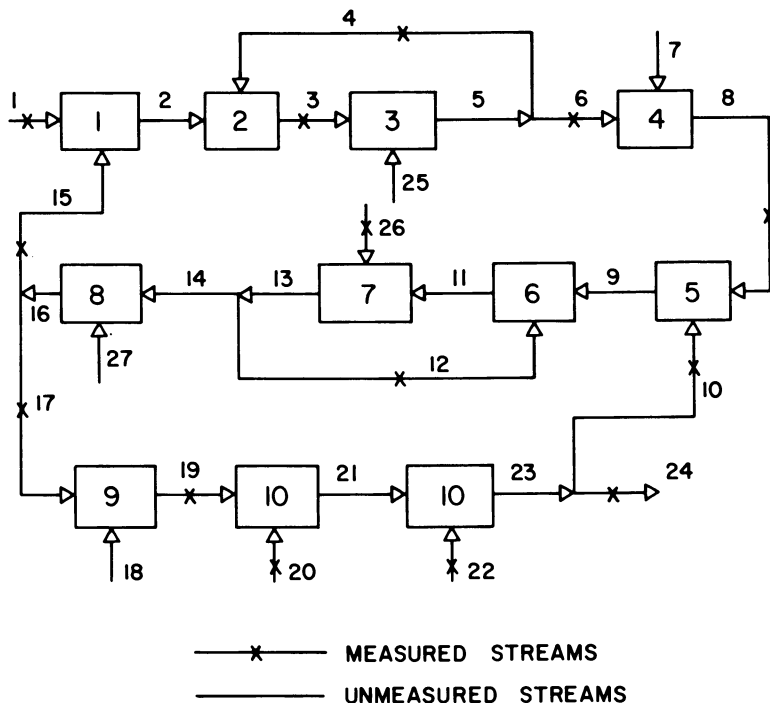 4
1 2 3 5 6 7 8
1 2 3 4
15 25
26
16 8 14 13 7 11 6 9 5
27 12 10
17
9 19 10 21 10 23 24
18 20 22
MEASURED STREAMS
UNMEASURED STREAMS